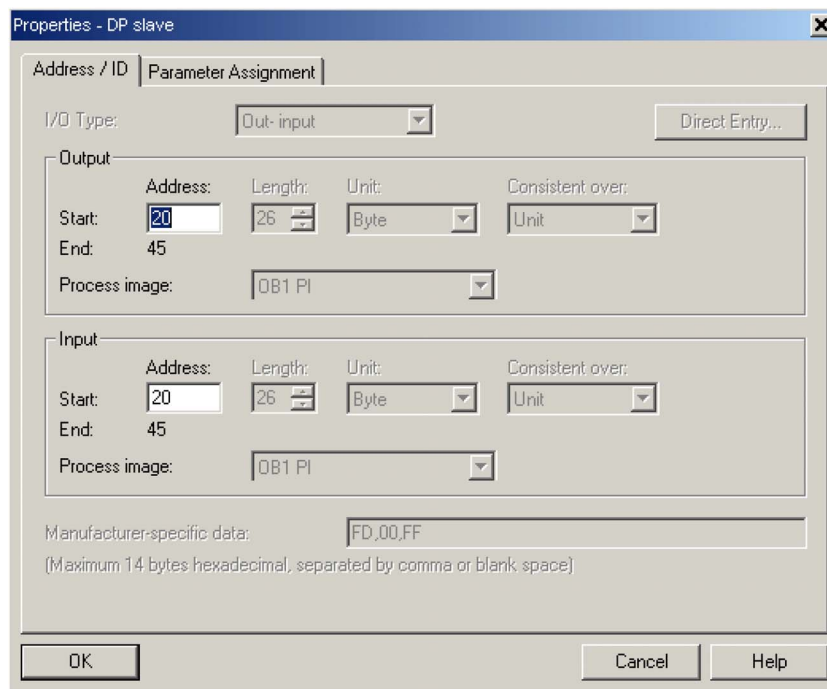 Properties - DP slave
Address / ID Parameter Assignment
I/O Type: Out- input Direct Entry...
Output
Address: Length: Unit: Consistent over:
Start: 20 26 Byte Unit
End: 45
Process image: OB1 PI
Input
Address: Length: Unit: Consistent over:
Start: 20 26 Byte Unit
End: 45
Process image: OB1 PI
Manufacturer-specific data: FD,00,FF
(Maximum 14 bytes hexadecimal, separated by comma or blank space)
OK Cancel Help